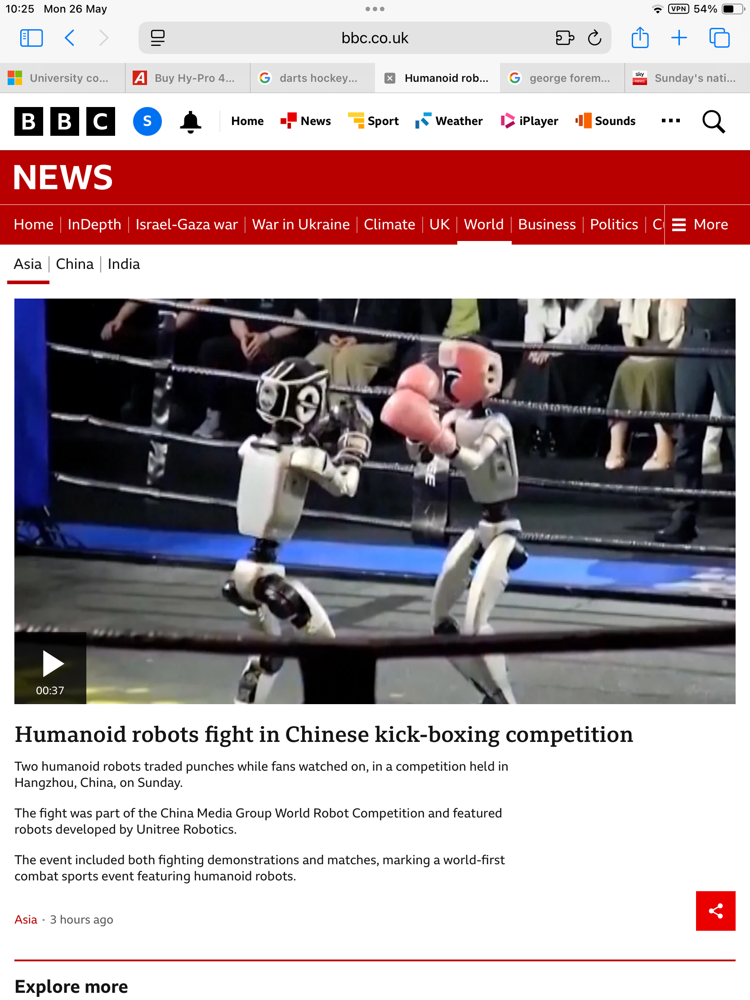 10:25 Mon 26 May
VPN 54%
bbc.co.uk
University co...
Buy Hy-Pro 4...
darts hockey...
Humanoid rob...
george forem...
sky news
Sunday's nati...
BBC
S
Home
News
Sport
Weather
iPlayer
Sounds
NEWS
Home | InDepth | Israel-Gaza war | War in Ukraine | Climate | UK | World | Business | Politics |
More
Asia | China | India
00:37
Humanoid robots fight in Chinese kick-boxing competition
Two humanoid robots traded punches while fans watched on, in a competition held in
Hangzhou, China, on Sunday.
The fight was part of the China Media Group World Robot Competition and featured
robots developed by Unitree Robotics.
The event included both fighting demonstrations and matches, marking a world-first
combat sports event featuring humanoid robots.
Asia · 3 hours ago
Explore more